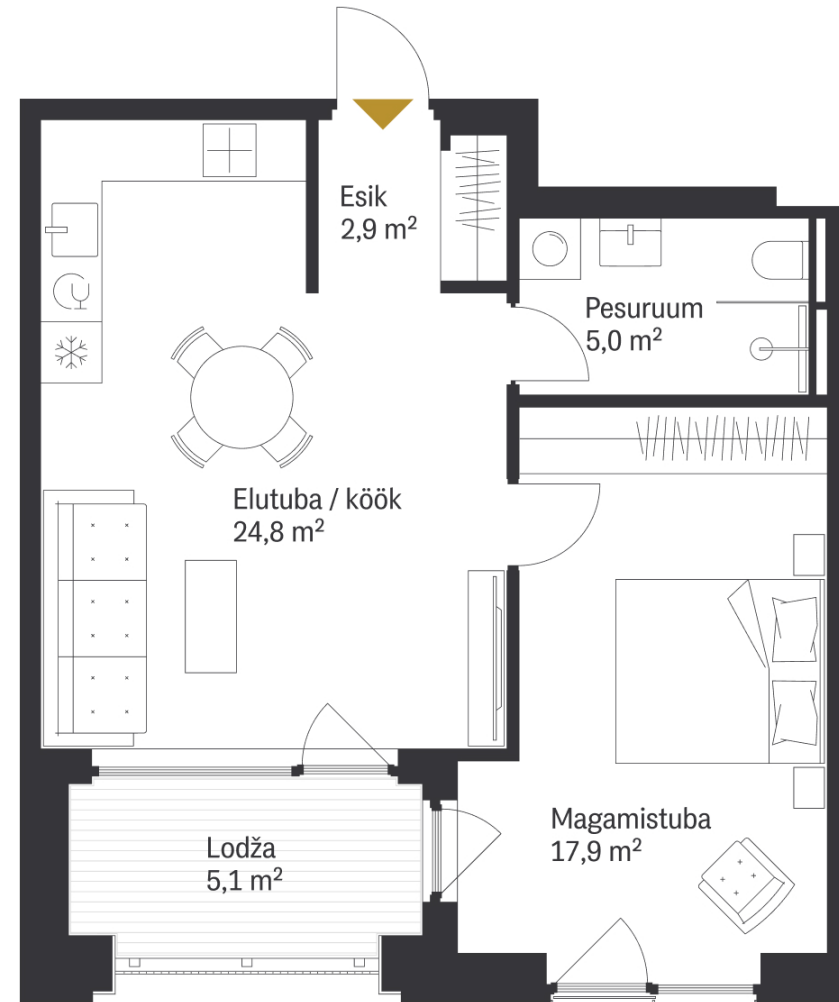 Esik
2,9 m²
Pesuruum
5,0 m²
Elutuba / köök
24,8 m²
Lodža
5,1 m²
Magamistuba
17,9 m²